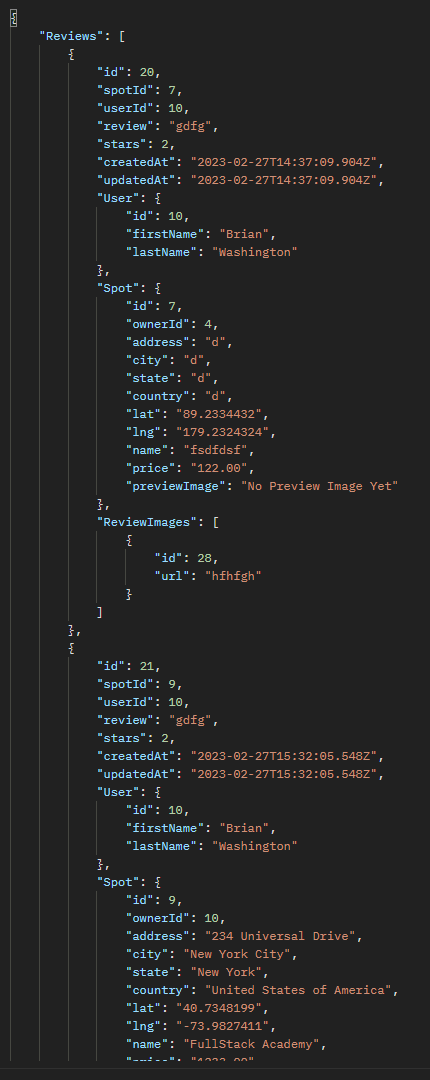 {
"Reviews": [
{
"id": 20,
"spotId": 7,
"userId": 10,
"review": "gdfg",
"stars": 2,
"createdAt": "2023-02-27T14:37:09.904Z",
"updatedAt": "2023-02-27T14:37:09.904Z",
"User": {
"id": 10,
"firstName": "Brian",
"lastName": "Washington"
},
"Spot": {
"id": 7,
"ownerId": 4,
"address": "d",
"city": "d",
"state": "d",
"country": "d",
"lat": "89.2334432",
"lng": "179.2324324",
"name": "fsdfdsf",
"price": "122.00",
"previewImage": "No Preview Image Yet"
},
"ReviewImages": [
{
"id": 28,
"url": "hfhfgh"
}
]
},
{
"id": 21,
"spotId": 9,
"userId": 10,
"review": "gdfg",
"stars": 2,
"createdAt": "2023-02-27T15:32:05.548Z",
"updatedAt": "2023-02-27T15:32:05.548Z",
"User": {
"id": 10,
"firstName": "Brian",
"lastName": "Washington"
},
"Spot": {
"id": 9,
"ownerId": 10,
"address": "234 Universal Drive",
"city": "New York City",
"state": "New York",
"country": "United States of America",
"lat": "40.7348199",
"lng": "-73.9827411",
"name": "FullStack Academy",